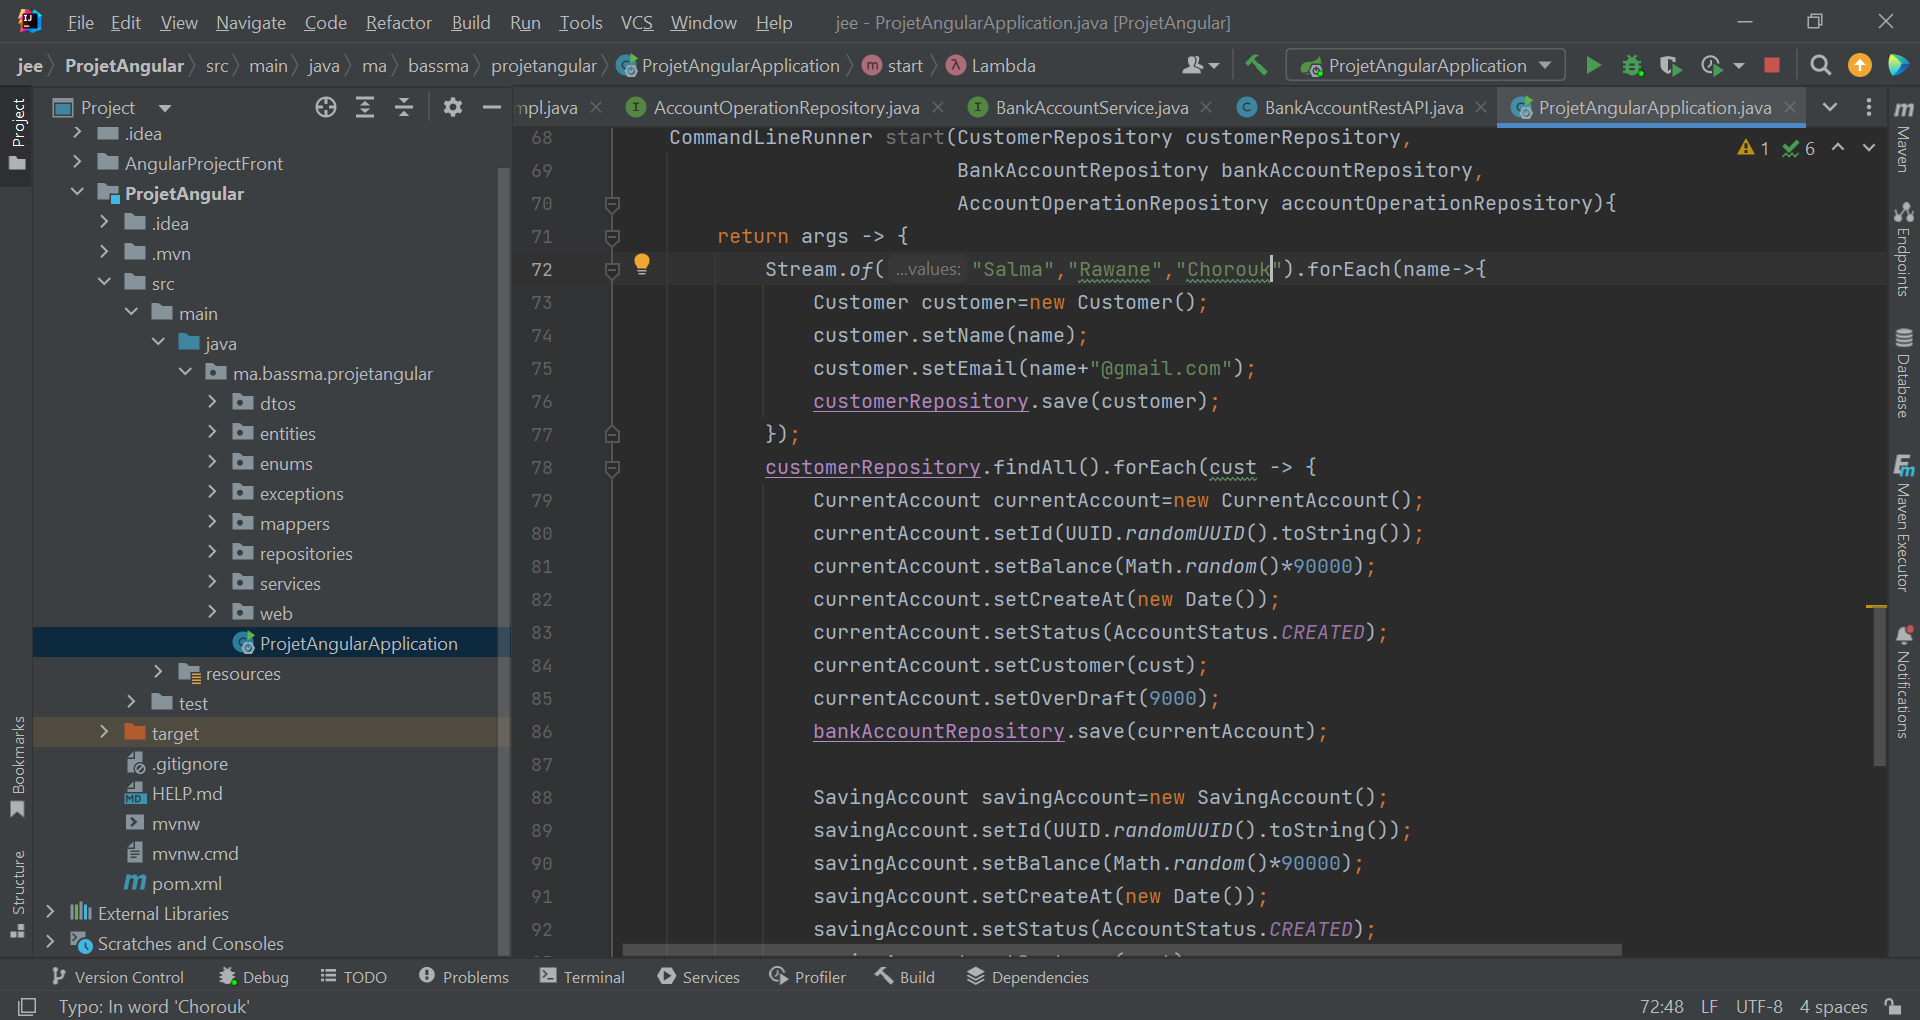 File Edit View Navigate Code Refactor Build Run Tools VCS Window Help jee - ProjetAngularApplication.java [ProjetAngular]
jee ProjetAngular src main java ma bassma projetangular ProjetAngularApplication start Lambda ProjetAngularApplication
Project mpl.java AccountOperationRepository.java BankAccountService.java BankAccountRestAPI.java ProjetAngularApplication.java
Project
.idea
AngularProjectFront
ProjetAngular
.idea
.mvn
src
main
java
ma.bassma.projetangular
dtos
entities
enums
exceptions
mappers
repositories
services
web
ProjetAngularApplication
resources
test
target
.gitignore
HELP.md
mvnw
mvnw.cmd
pom.xml
External Libraries
Scratches and Consoles
Bookmarks
Structure
1 6
68 CommandLineRunner start(CustomerRepository customerRepository,
69 BankAccountRepository bankAccountRepository,
70 AccountOperationRepository accountOperationRepository){
71 return args -> {
72 Stream.of( ...values: "Salma","Rawane","Chorouk").forEach(name->{
73 Customer customer=new Customer();
74 customer.setName(name);
75 customer.setEmail(name+"@gmail.com");
76 customerRepository.save(customer);
77 });
78 customerRepository.findAll().forEach(cust -> {
79 CurrentAccount currentAccount=new CurrentAccount();
80 currentAccount.setId(UUID.randomUUID().toString());
81 currentAccount.setBalance(Math.random()*90000);
82 currentAccount.setCreateAt(new Date());
83 currentAccount.setStatus(AccountStatus.CREATED);
84 currentAccount.setCustomer(cust);
85 currentAccount.setOverDraft(9000);
86 bankAccountRepository.save(currentAccount);
87
88 SavingAccount savingAccount=new SavingAccount();
89 savingAccount.setId(UUID.randomUUID().toString());
90 savingAccount.setBalance(Math.random()*90000);
91 savingAccount.setCreateAt(new Date());
92 savingAccount.setStatus(AccountStatus.CREATED);
Maven
Endpoints
Database
Maven Executor
Notifications
Version Control Debug TODO Problems Terminal Services Profiler Build Dependencies
Typo: In word 'Chorouk' 72:48 LF UTF-8 4 spaces